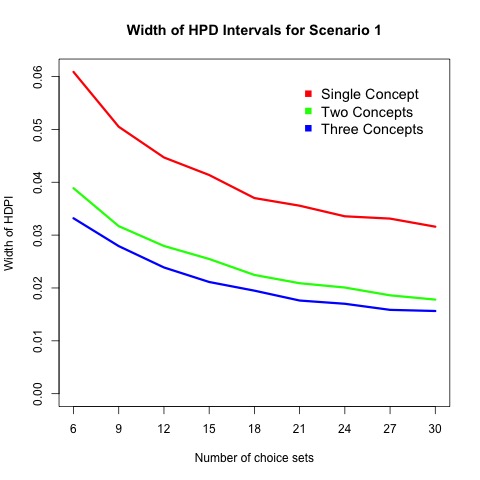 Width of HPD Intervals for Scenario 1
Single Concept
Two Concepts
Three Concepts
Width of HDPI
0.06
0.05
0.04
0.03
0.02
0.01
0.00
6 9 12 15 18 21 24 27 30
Number of choice sets